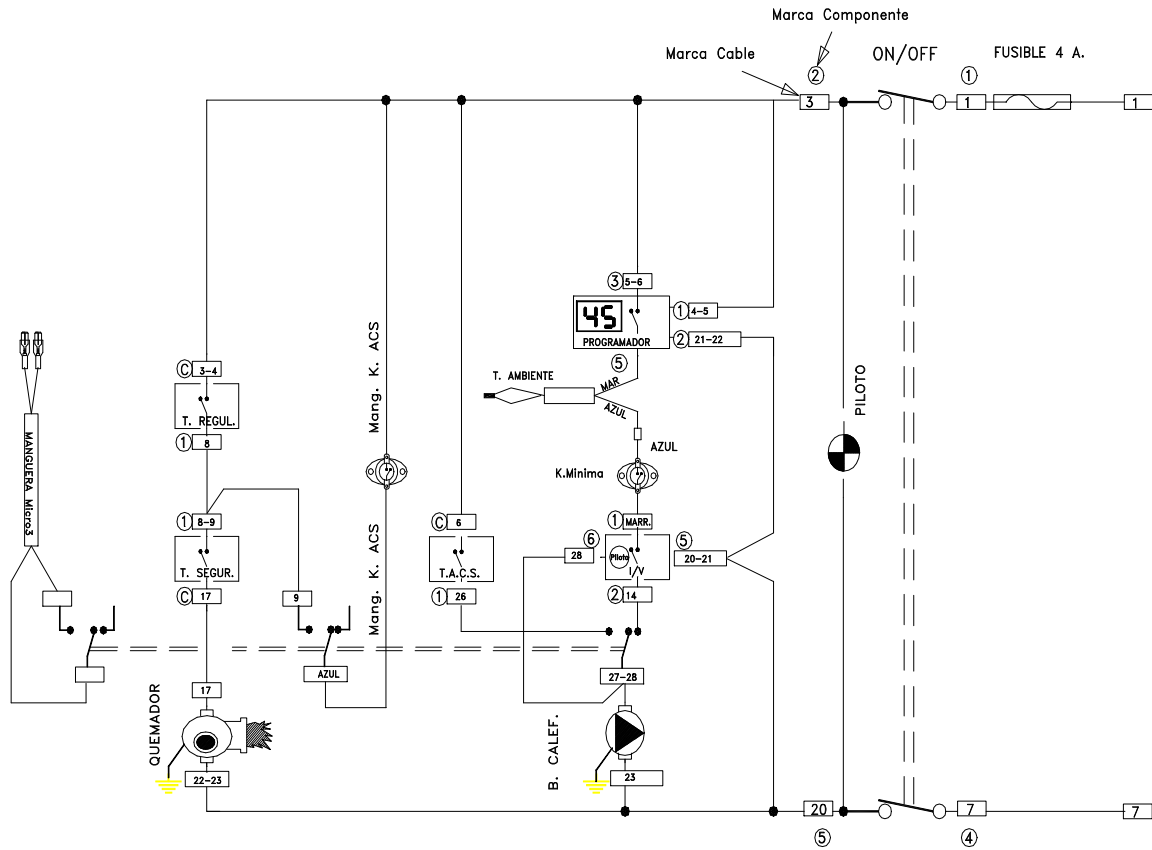 Marca Componente
Marca Cable
2
ON/OFF
1
FUSIBLE 4 A.
3
1
1
3
5-6
45
PROGRAMADOR
1
4-5
2
21-22
5
T. AMBIENTE
MAR
AZUL
AZUL
K.Minima
1
MARR.
6
28
Piloto
I/V
5
20-21
2
14
27-28
B. CALEF.
23
PILOTO
C
3-4
T. REGUL.
1
8
1
8-9
T. SEGUR.
C
17
9
AZUL
17
QUEMADOR
22-23
Mang. K. ACS
Mang. K. ACS
C
6
T.A.C.S.
1
26
MANGUERA Micro.3
20
5
7
4
7